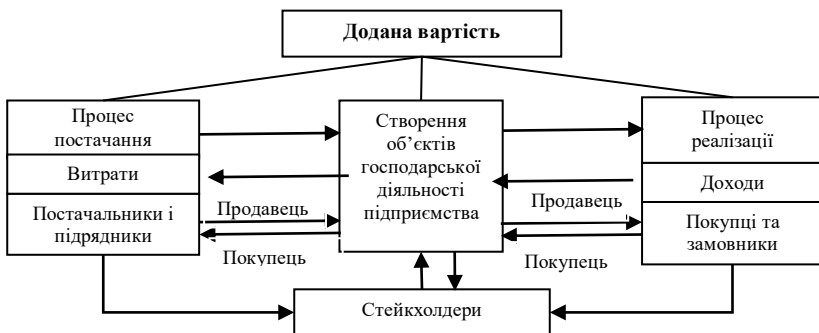 Додана вартість
Процес
постачання
Витрати
Постачальники і
підрядники
Продавець
Покупець
Створення
об’єктів
господарської
діяльності
підприємства
Продавець
Покупець
Процес
реалізації
Доходи
Покупці та
замовники
Стейкхолдери